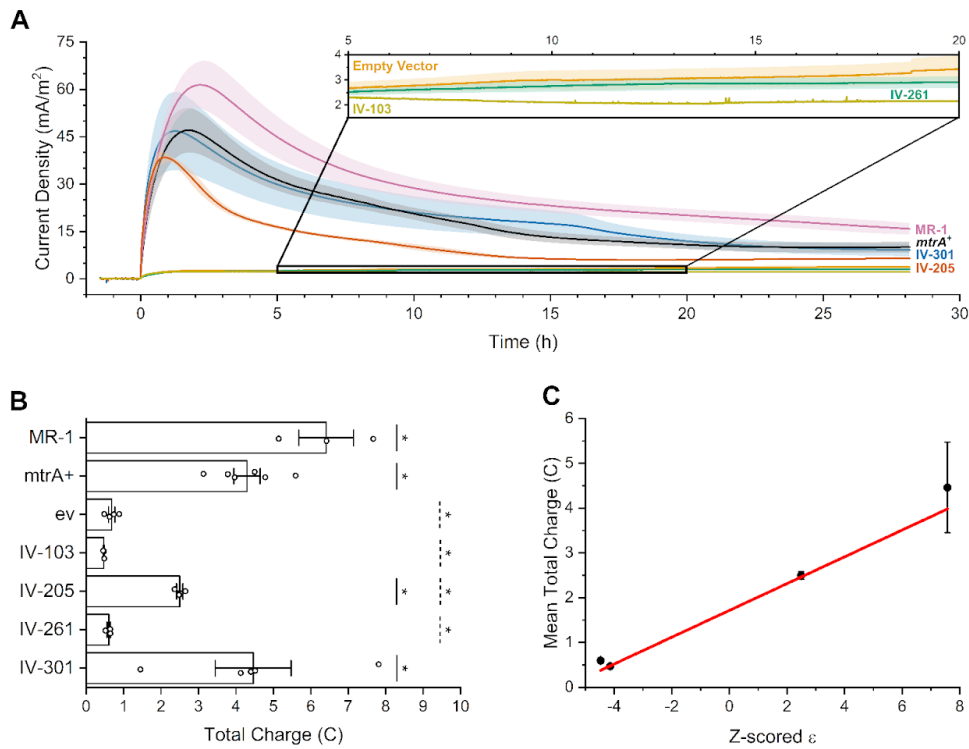 A
Current Density (mA/m²)
75
60
45
30
15
0
0
5
10
15
20
25
30
Time (h)
5
10
15
20
4
3
2
Empty Vector
IV-261
IV-103
MR-1
mtrA⁺
IV-301
IV-205
B
MR-1
mtrA+
ev
IV-103
IV-205
IV-261
IV-301
*
*
*
*
* *
*
*
0 1 2 3 4 5 6 7 8 9 10
Total Charge (C)
C
Mean Total Charge (C)
6
5
4
3
2
1
0
-4 -2 0 2 4 6 8
Z-scored ε